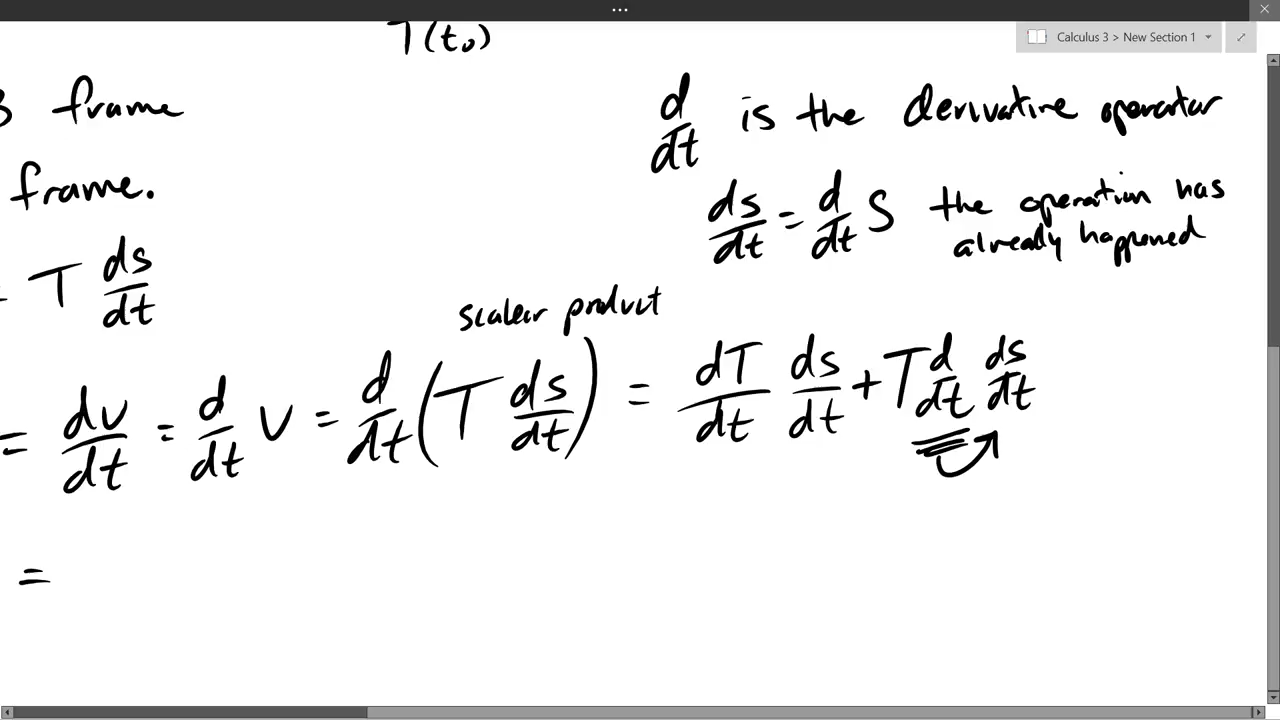 ...
Calculus 3 > New Section 1
T(t₀)
frame
d/dt is the derivative operator
frame.
ds/dt = d/dt S the operation has
already happened
T ds/dt
scalar product
= dv/dt = d/dt v = d/dt (T ds/dt) = dT/dt ds/dt + T d/dt ds/dt
=